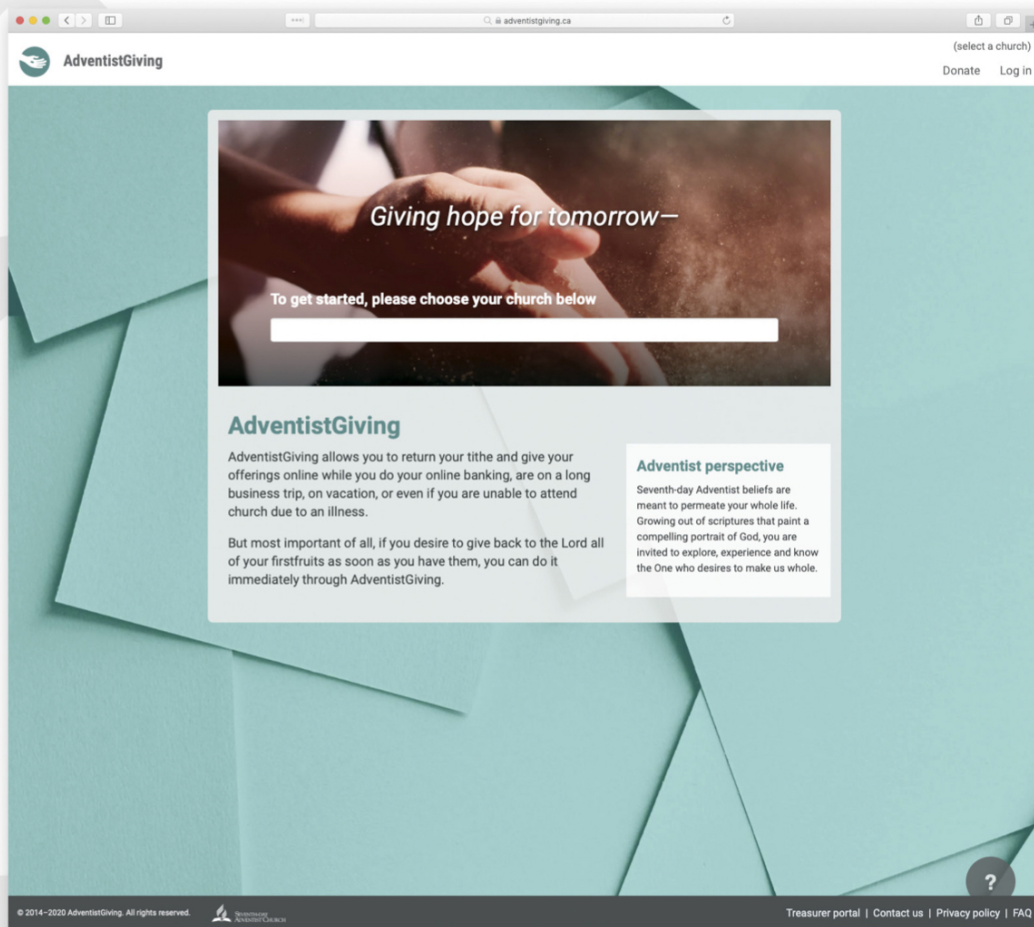 adventistgiving.ca
(select a church)
AdventistGiving
Donate Log in
Giving hope for tomorrow—
To get started, please choose your church below
AdventistGiving
AdventistGiving allows you to return your tithe and give your
offerings online while you do your online banking, are on a long
business trip, on vacation, or even if you are unable to attend
church due to an illness.
But most important of all, if you desire to give back to the Lord all
of your firstfruits as soon as you have them, you can do it
immediately through AdventistGiving.
Adventist perspective
Seventh-day Adventist beliefs are
meant to permeate your whole life.
Growing out of scriptures that paint a
compelling portrait of God, you are
invited to explore, experience and know
the One who desires to make us whole.
?
© 2014–2020 AdventistGiving. All rights reserved.
Seventh-day
Adventist Church
Treasurer portal | Contact us | Privacy policy | FAQ